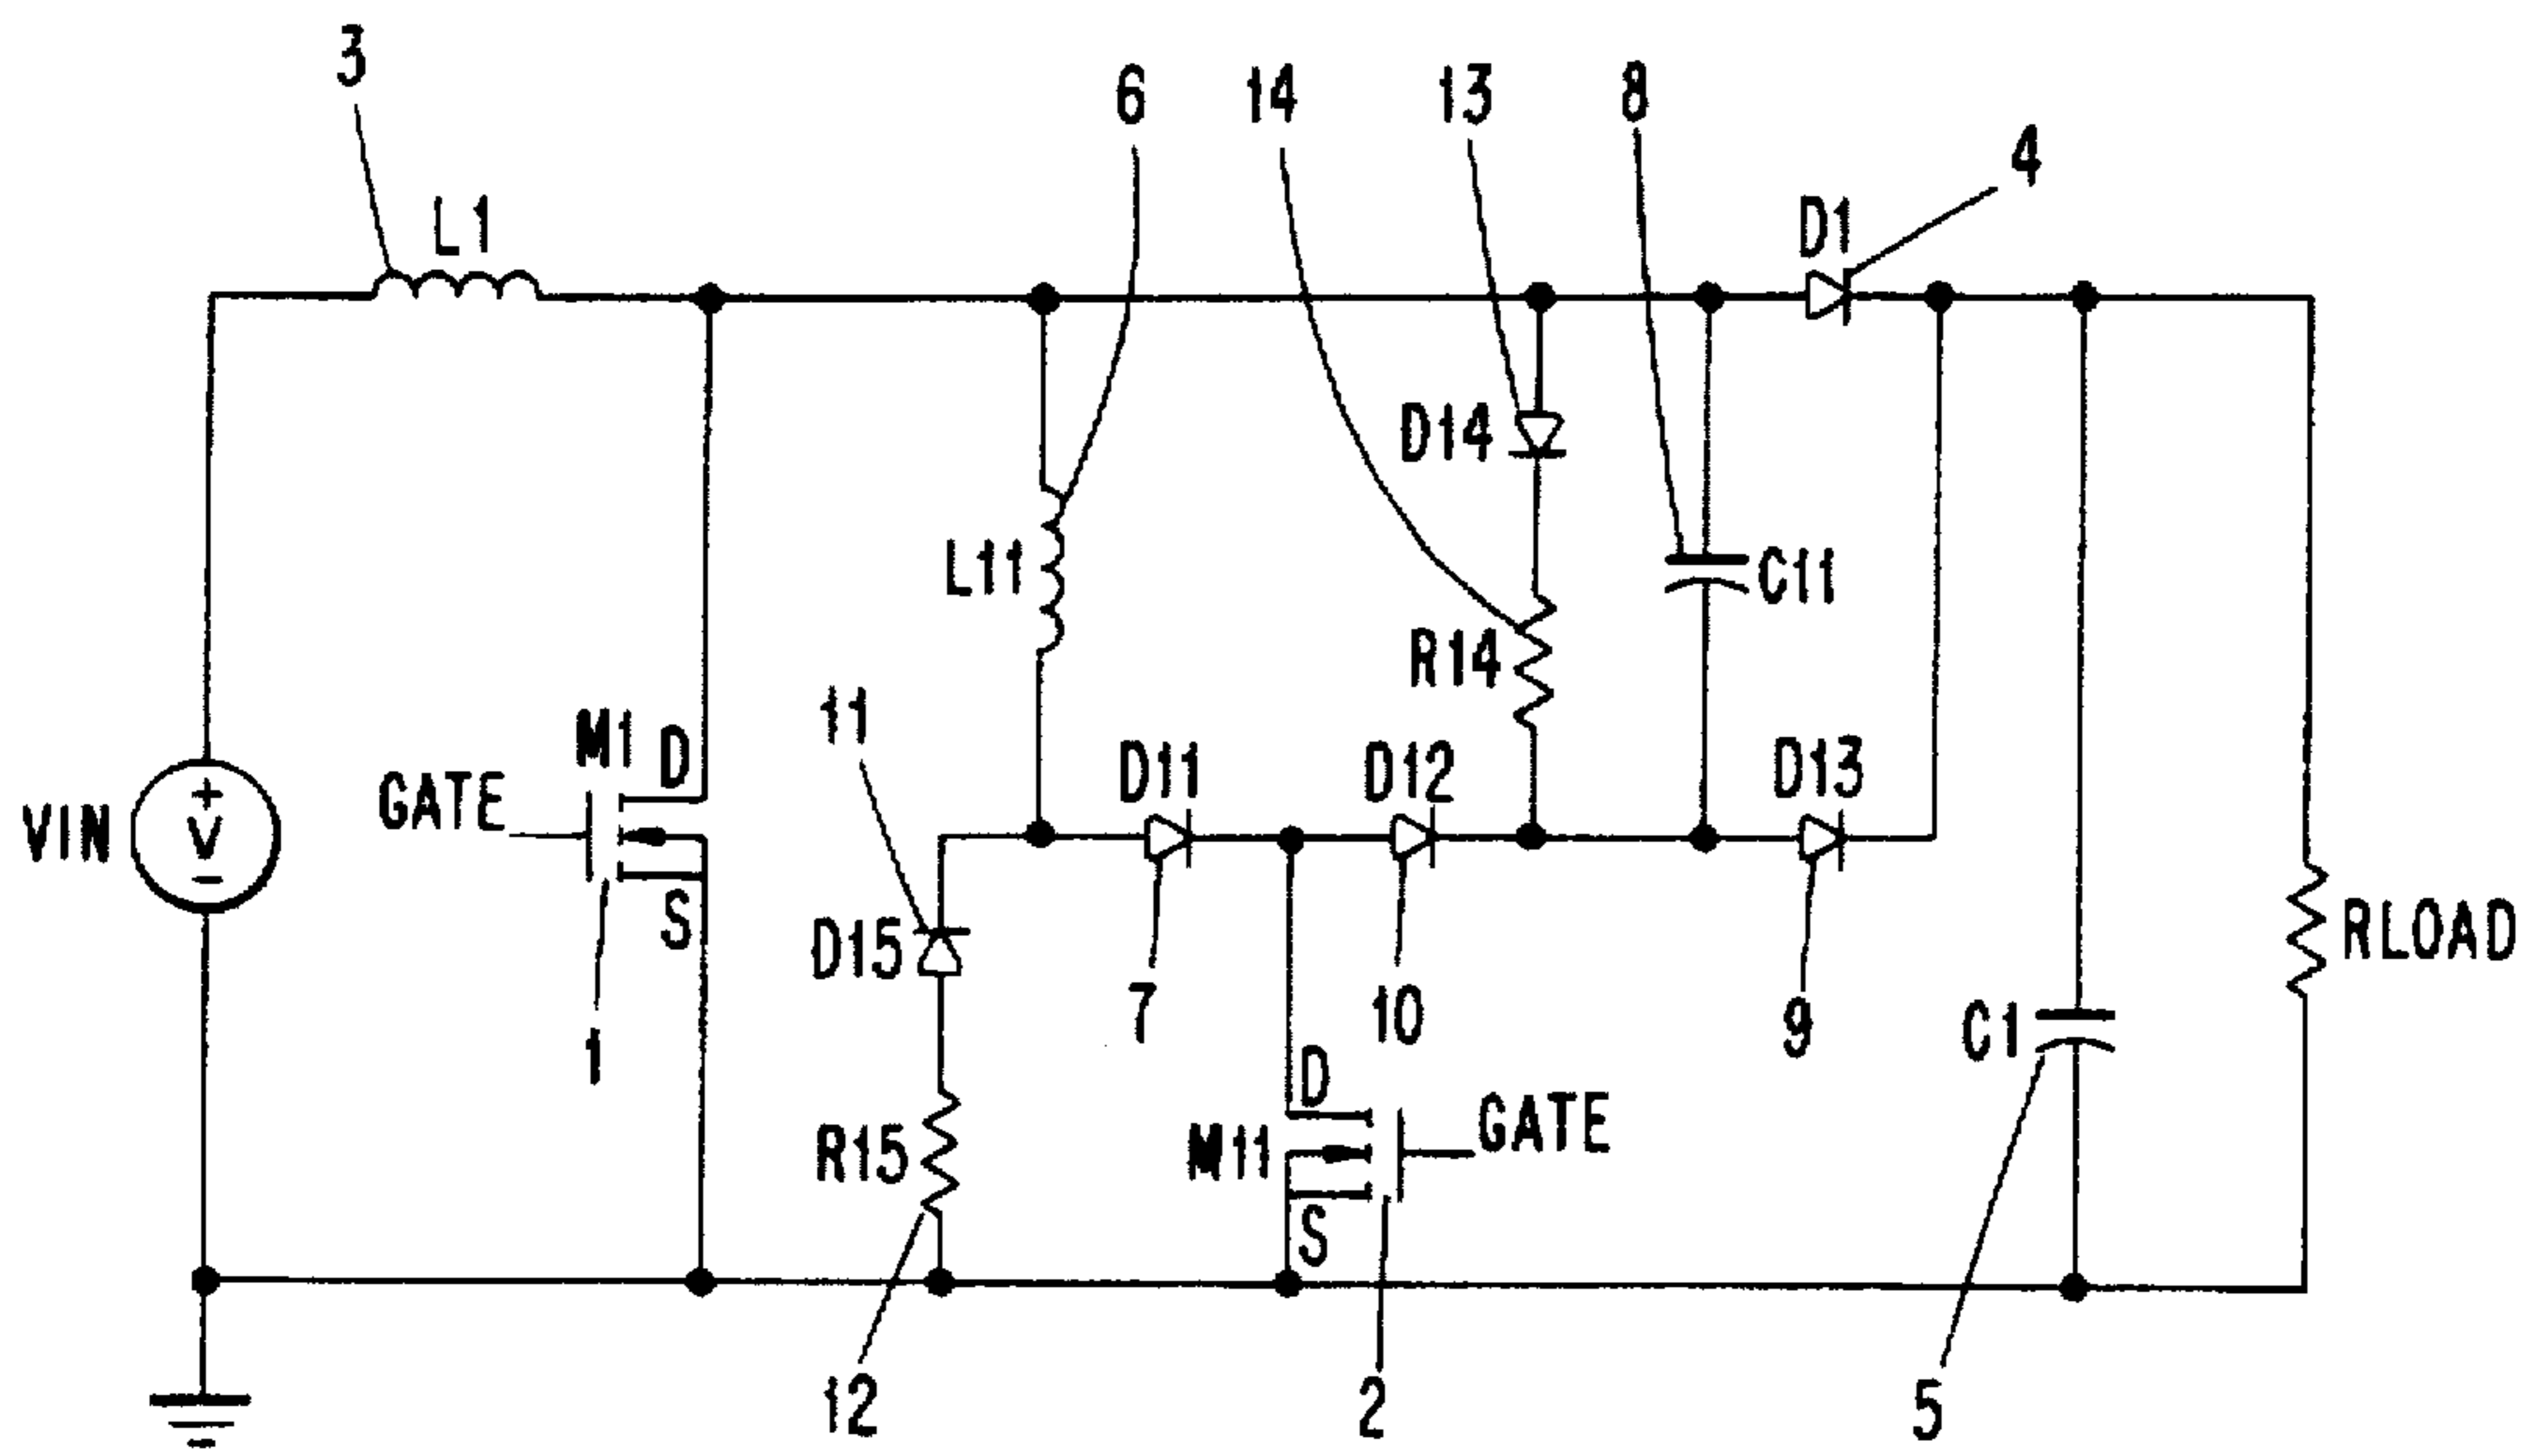 3
6
14
13
8
4
L1
D1
D14
L11
C11
R14
11
M1
D
D11
D12
D13
GATE
VIN
+
V
−
S
D15
RLOAD
7
10
9
C1
1
D
M11
GATE
R15
S
12
2
5